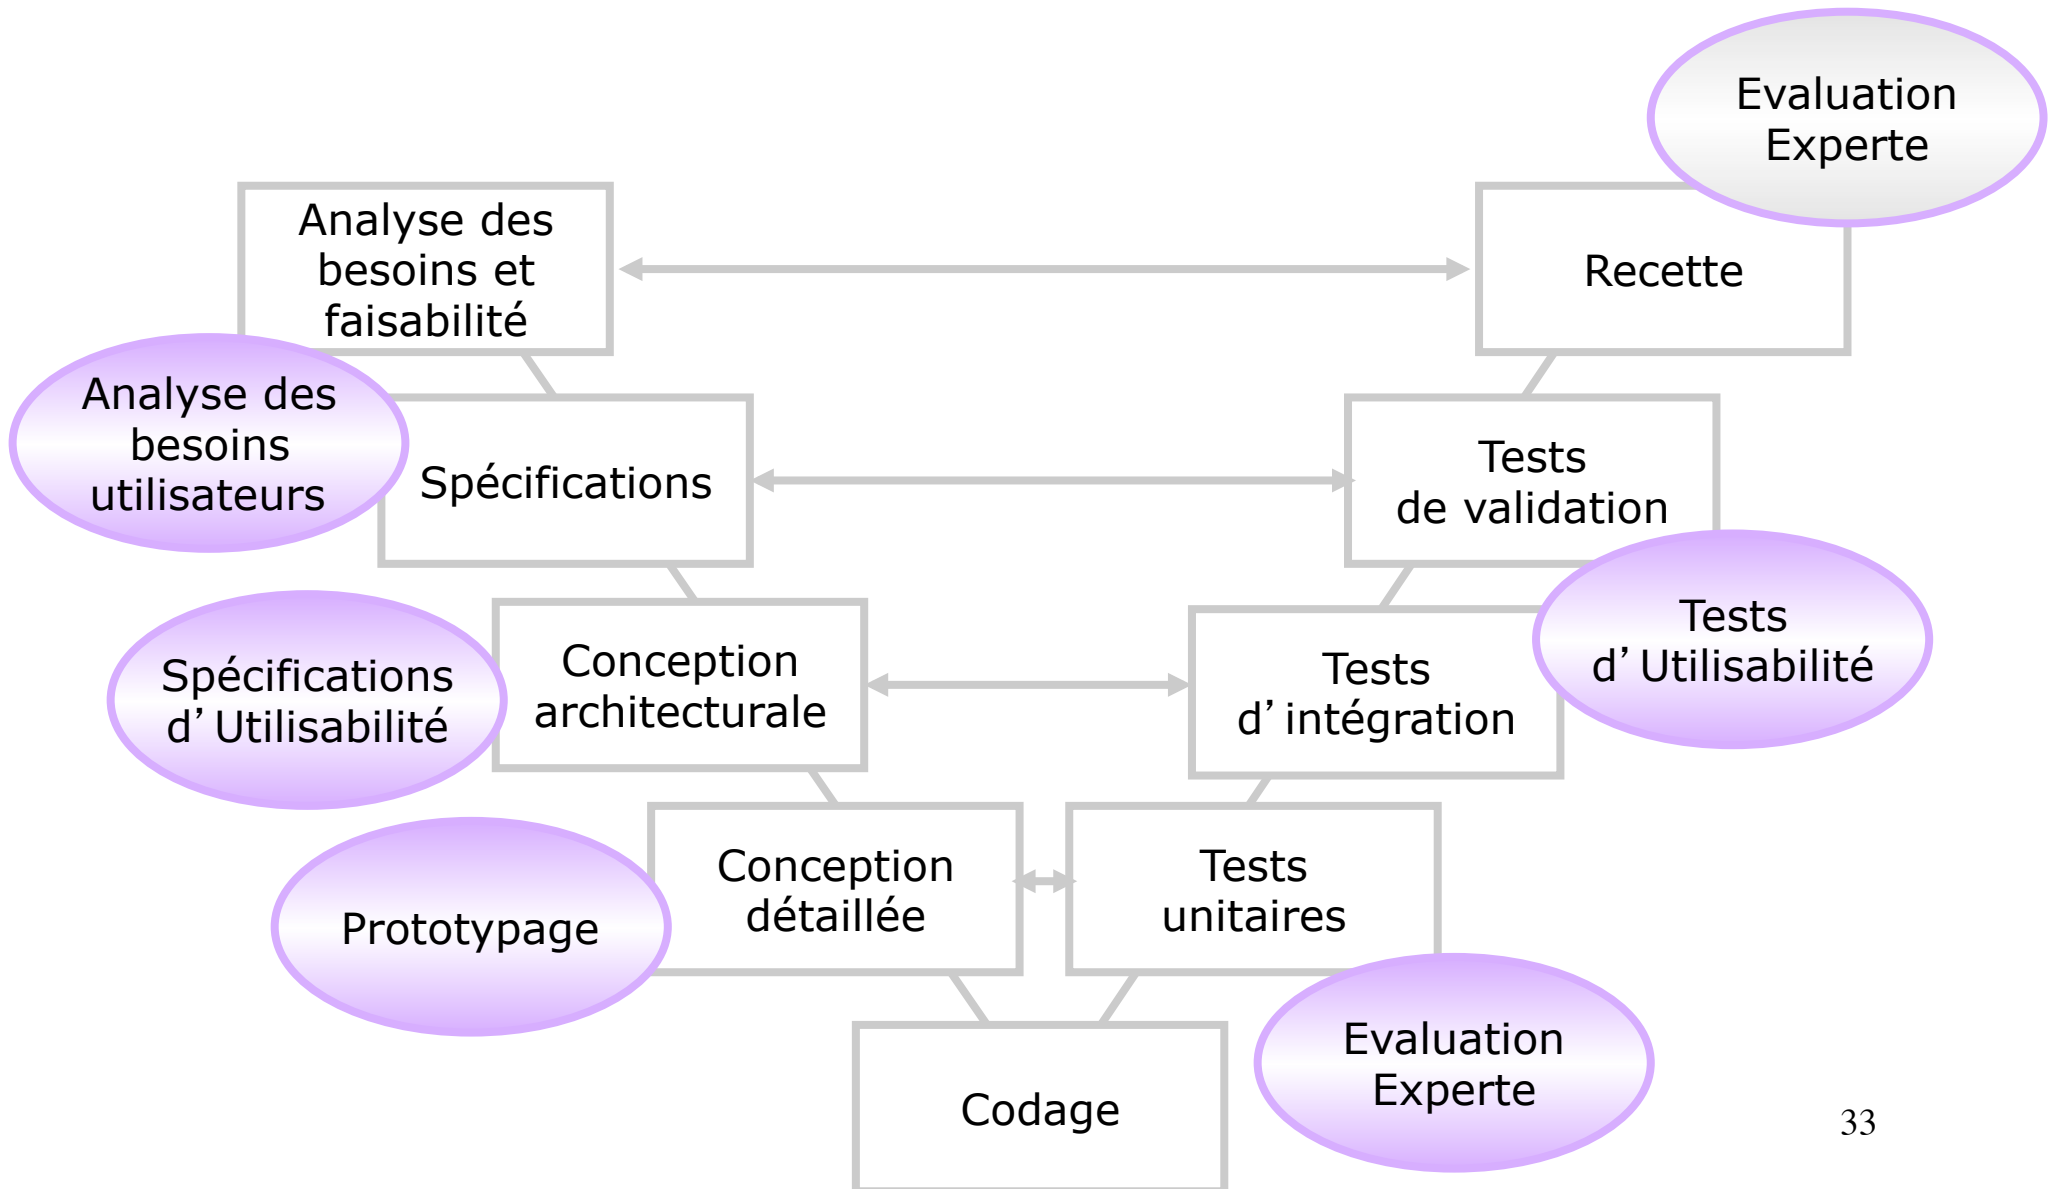 Evaluation
Experte
Analyse des
besoins et
faisabilité
Recette
Analyse des
besoins
utilisateurs
Spécifications
Tests
de validation
Spécifications
d’ Utilisabilité
Conception
architecturale
Tests
d’ intégration
Tests
d’ Utilisabilité
Prototypage
Conception
détaillée
Tests
unitaires
Codage
Evaluation
Experte
33